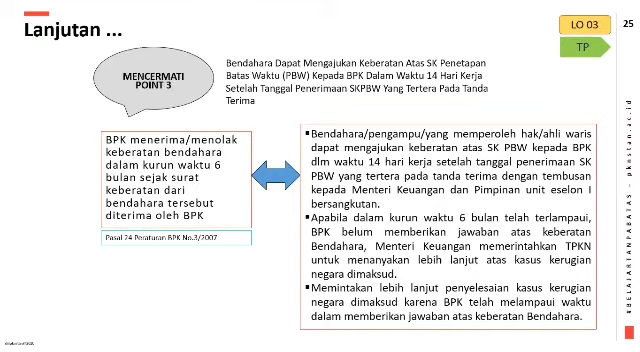 Lanjutan ...
LO 03
25
TP
MENCERMATI
POINT 3
Bendahara Dapat Mengajukan Keberatan Atas SK Penetapan
Batas Waktu (PBW) Kepada BPK Dalam Waktu 14 Hari Kerja
Setelah Tanggal Penerimaan SKPBW Yang Tertera Pada Tanda
Terima
BPK menerima/menolak
keberatan bendahara
dalam kurun waktu 6
bulan sejak surat
keberatan dari
bendahara tersebut
diterima oleh BPK
Pasal 24 Peraturan BPK No.3/2007
▪Bendahara/pengampu/yang memperoleh hak/ahli waris
dapat mengajukan keberatan atas SK PBW kepada BPK
dlm waktu 14 hari kerja setelah tanggal penerimaan SK
PBW yang tertera pada tanda terima dengan tembusan
kepada Menteri Keuangan dan Pimpinan unit eselon I
bersangkutan.
▪Apabila dalam kurun waktu 6 bulan telah terlampaui,
BPK belum memberikan jawaban atas keberatan
Bendahara, Menteri Keuangan memerintahkan TPKN
untuk menanyakan lebih lanjut atas kasus kerugian
negara dimaksud.
▪Memintakan lebih lanjut penyelesaian kasus kerugian
negara dimaksud karena BPK telah melampaui waktu
dalam memberikan jawaban atas keberatan Bendahara.
#BELAJARTANPABATAS - pknstan.ac.id